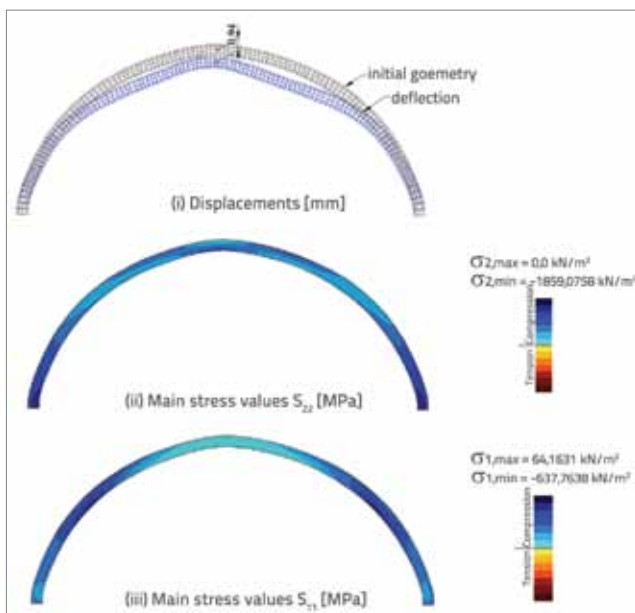 initial goemetry
deflection
(i) Displacements [mm]
σ2,max = 0,0 kN/m²
σ2,min = -1859,0758 kN/m²
Tension Compression
(ii) Main stress values S22 [MPa]
σ1,max = 64,1631 kN/m²
σ1,min = -637,7638 kN/m²
Tension Compression
(iii) Main stress values S11 [MPa]